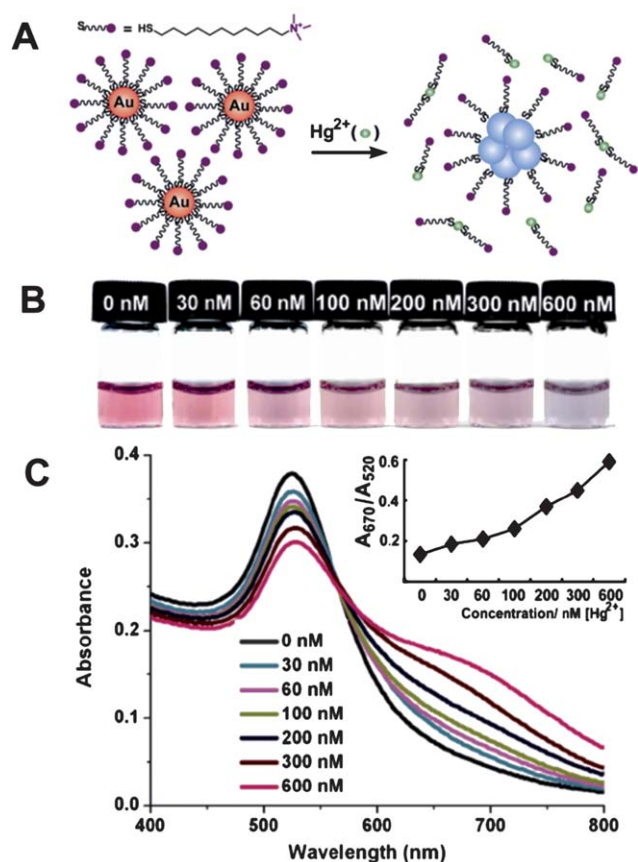 A
S = HS N⁺
Au Au
Au
S S S S S S S S S S S S
Hg²⁺( )
B
0 nM 30 nM 60 nM 100 nM 200 nM 300 nM 600 nM
C
Absorbance
0.4
0.3
0.2
0.1
0.0
400 500 600 700 800
Wavelength (nm)
0 nM
30 nM
60 nM
100 nM
200 nM
300 nM
600 nM
A₆₇₀/A₅₂₀
0.6
0.4
0.2
0 30 60 100 200 300 600
Concentration/ nM [Hg²⁺]